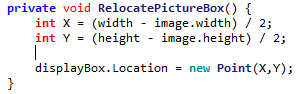 private void RelocatePictureBox() {
    int X = (width - image.width) / 2;
    int Y = (height - image.height) / 2;

    displayBox.Location = new Point(X,Y);
}